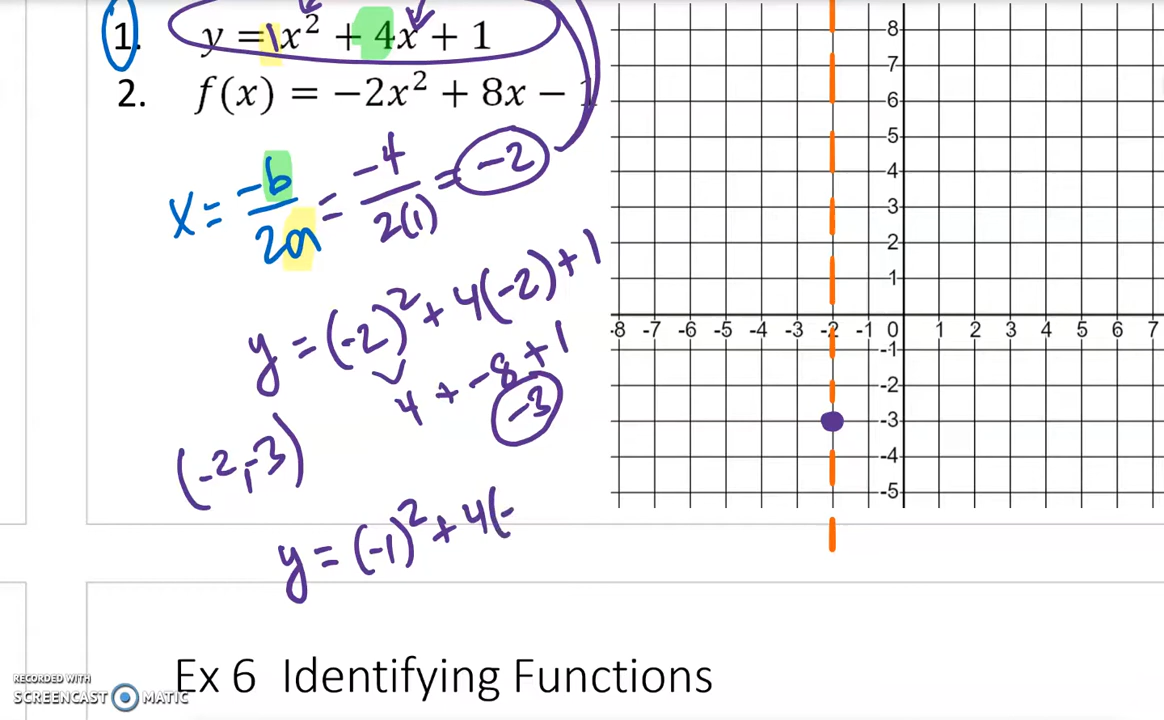 1. y = 1x² + 4x + 1
2. f(x) = −2x² + 8x −
x = -b/2a = -4/2(1) = -2
y = (-2)² + 4(-2) + 1
4 + -8 + 1
-3
(-2,-3)
y = (-1)² + 4(-
8
7
6
5
4
3
2
1
-8 -7 -6 -5 -4 -3 -2 -1 0 1 2 3 4 5 6 7
-1
-2
-3
-4
-5
Ex 6 Identifying Functions
RECORDED WITH
SCREENCAST MATIC